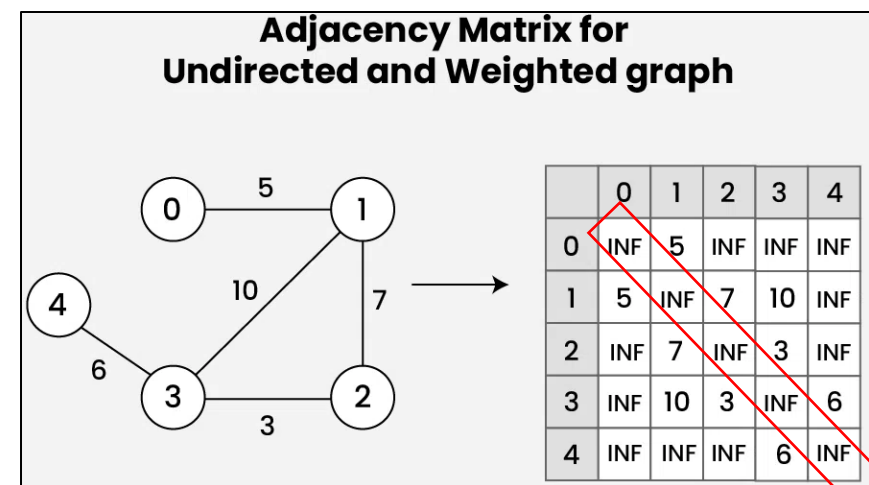 Adjacency Matrix for
Undirected and Weighted graph
0 5 1
10 7
4
6
3 2
3
0 1 2 3 4
0 INF 5 INF INF INF
1 5 INF 7 10 INF
2 INF 7 INF 3 INF
3 INF 10 3 INF 6
4 INF INF INF 6 INF